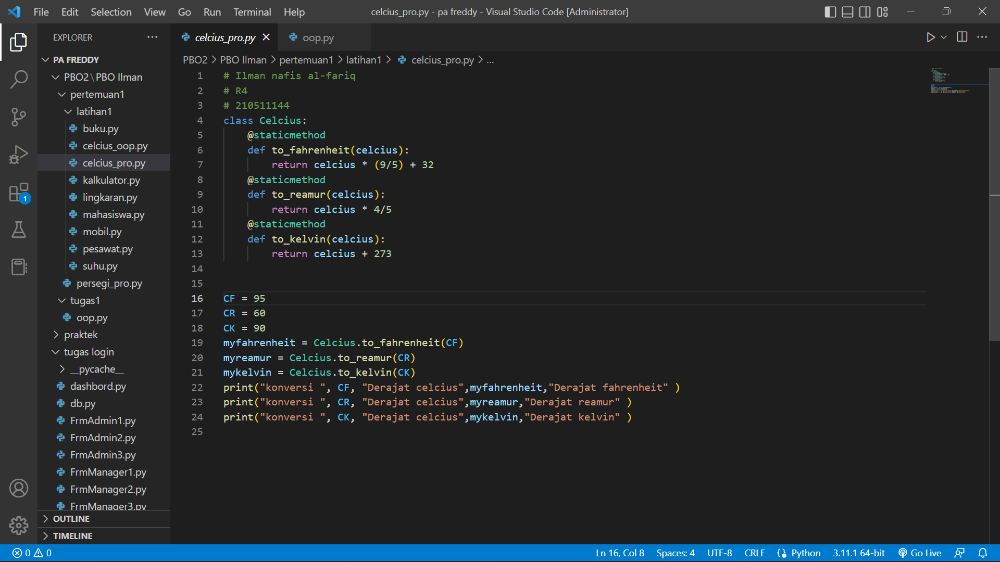 File Edit Selection View Go Run Terminal Help
celcius_pro.py - pa freddy - Visual Studio Code [Administrator]
EXPLORER
PA FREDDY
PBO2 \ PBO Ilman
pertemuan1
latihan1
buku.py
celcius_oop.py
celcius_pro.py
kalkulator.py
lingkaran.py
mahasiswa.py
mobil.py
pesawat.py
suhu.py
persegi_pro.py
tugas1
oop.py
praktek
tugas login
__pycache__
dashbord.py
db.py
FrmAdmin1.py
FrmAdmin2.py
FrmAdmin3.py
FrmManager1.py
FrmManager2.py
FrmManager3.py
OUTLINE
TIMELINE
1
celcius_pro.py
oop.py
PBO2 > PBO Ilman > pertemuan1 > latihan1 > celcius_pro.py > ...
1 # Ilman nafis al-fariq
2 # R4
3 # 210511144
4 class Celcius:
5     @staticmethod
6     def to_fahrenheit(celcius):
7         return celcius * (9/5) + 32
8     @staticmethod
9     def to_reamur(celcius):
10         return celcius * 4/5
11     @staticmethod
12     def to_kelvin(celcius):
13         return celcius + 273
14
15
16 CF = 95
17 CR = 60
18 CK = 90
19 myfahrenheit = Celcius.to_fahrenheit(CF)
20 myreamur = Celcius.to_reamur(CR)
21 mykelvin = Celcius.to_kelvin(CK)
22 print("konversi ", CF, "Derajat celcius",myfahrenheit,"Derajat fahrenheit" )
23 print("konversi ", CR, "Derajat celcius",myreamur,"Derajat reamur" )
24 print("konversi ", CK, "Derajat celcius",mykelvin,"Derajat kelvin" )
25
0 0
Ln 16, Col 8 Spaces: 4 UTF-8 CRLF Python 3.11.1 64-bit Go Live